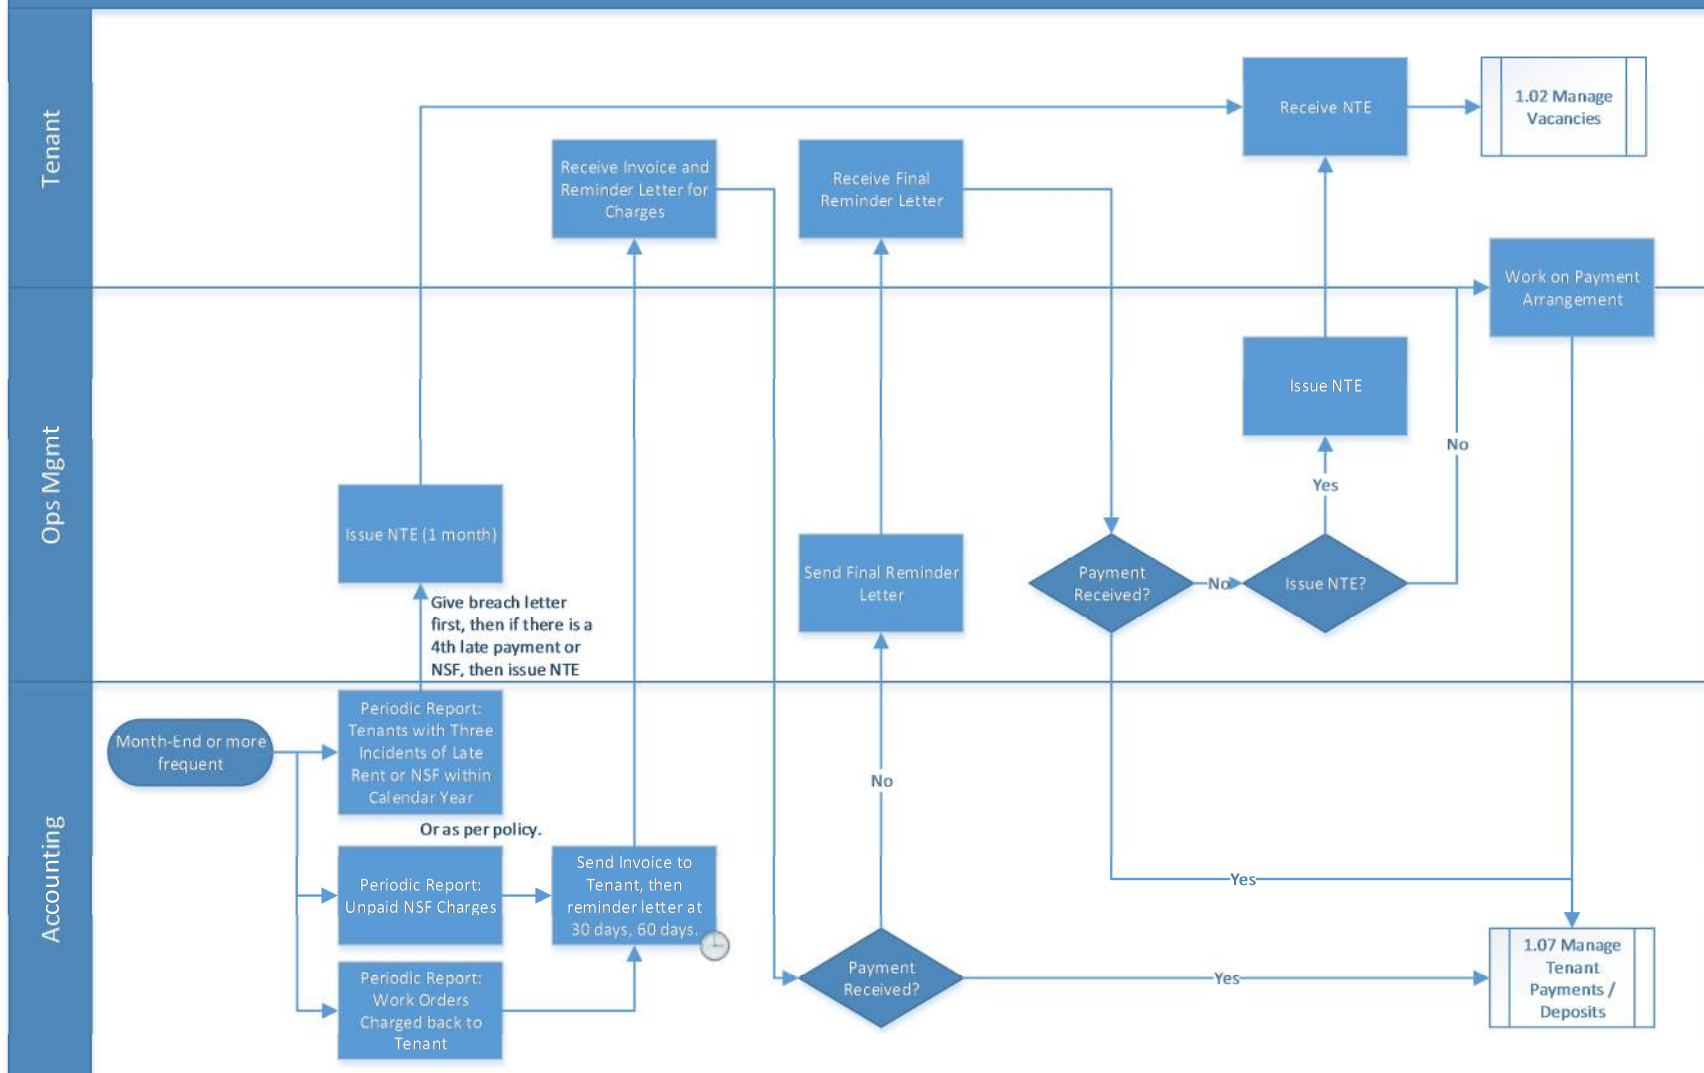 Tenant
Receive NTE
1.02 Manage
Vacancies
Receive Invoice and
Reminder Letter for
Charges
Receive Final
Reminder Letter
Work on Payment
Arrangement
Ops Mgmt
Issue NTE
No
Yes
Issue NTE (1 month)
Send Final Reminder
Letter
Payment
Received?
No
Issue NTE?
Give breach letter
first, then if there is a
4th late payment or
NSF, then issue NTE
Accounting
Month-End or more
frequent
Periodic Report:
Tenants with Three
Incidents of Late
Rent or NSF within
Calendar Year
No
Or as per policy.
Periodic Report:
Unpaid NSF Charges
Send Invoice to
Tenant, then
reminder letter at
30 days, 60 days.
Yes
Periodic Report:
Work Orders
Charged back to
Tenant
Payment
Received?
Yes
1.07 Manage
Tenant
Payments /
Deposits